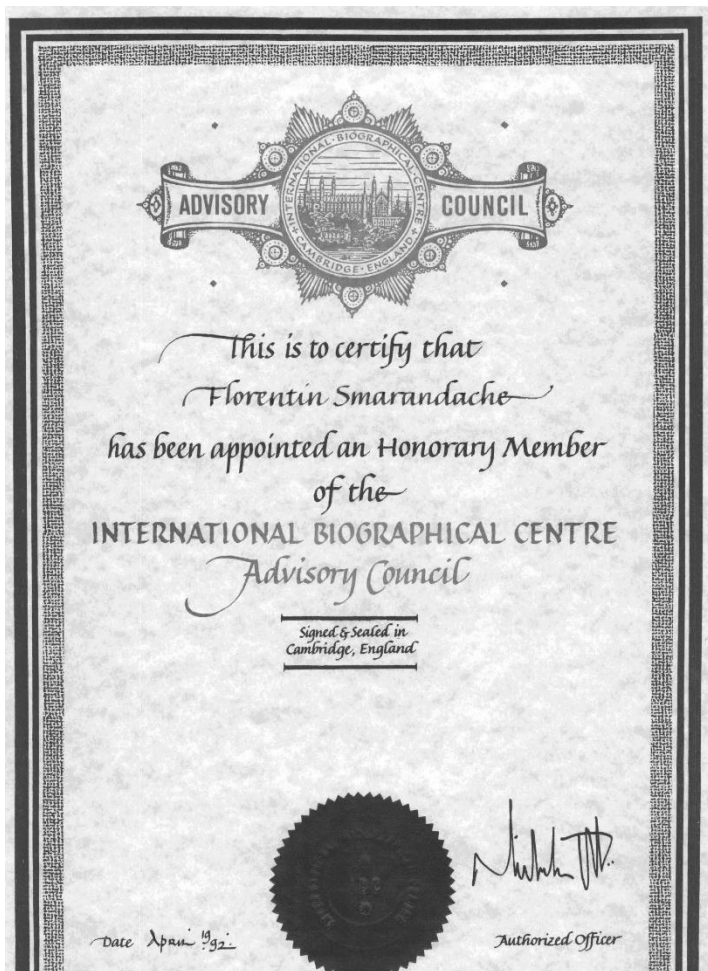 ADVISORY COUNCIL
INTERNATIONAL · BIOGRAPHICAL · CENTRE
CAMBRIDGE · ENGLAND
This is to certify that
Florentin Smarandache
has been appointed an Honorary Member
of the
INTERNATIONAL BIOGRAPHICAL CENTRE
Advisory Council
Signed & Sealed in
Cambridge, England
Date April 1992.
Authorized Officer